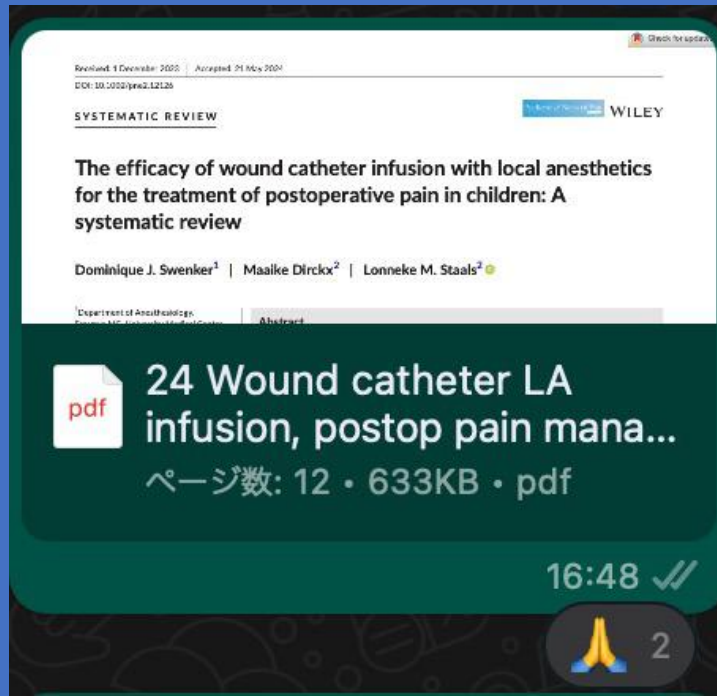 Check for updates
Received: 1 December 2023 | Accepted: 21 May 2024
DOI: 10.1002/pne2.12126
SYSTEMATIC REVIEW
WILEY
The efficacy of wound catheter infusion with local anesthetics
for the treatment of postoperative pain in children: A
systematic review
Dominique J. Swenker1 | Maaike Dirckx2 | Lonneke M. Staals2
1Department of Anesthesiology,
Abstract
pdf
24 Wound catheter LA
infusion, postop pain mana...
ページ数: 12 • 633KB • pdf
16:48
2